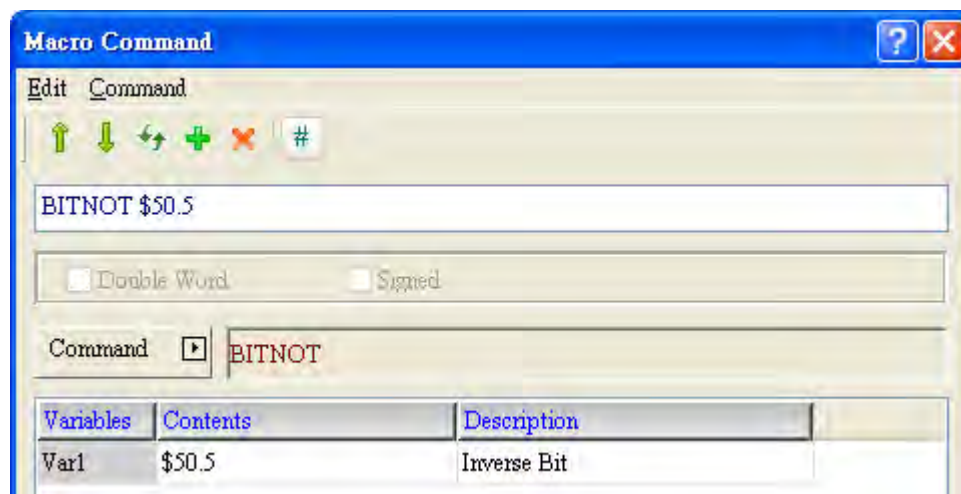 Macro Command
Edit Command
#
BITNOT $50.5
Double Word Signed
Command BITNOT
Variables Contents Description
Var1 $50.5 Inverse Bit